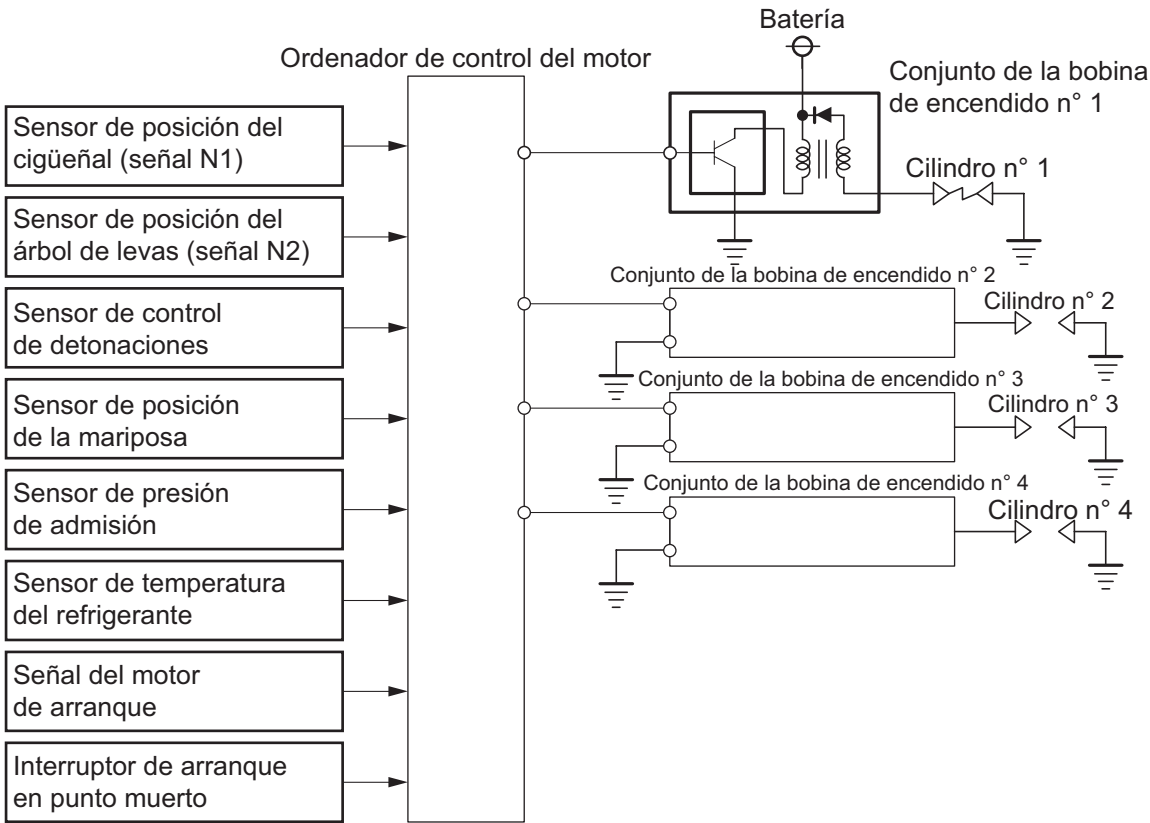 Batería
Ordenador de control del motor
Conjunto de la bobina
de encendido n° 1
Sensor de posición del
cigüeñal (señal N1)
Cilindro n° 1
Sensor de posición del
árbol de levas (señal N2)
Conjunto de la bobina de encendido n° 2
Cilindro n° 2
Sensor de control
de detonaciones
Conjunto de la bobina de encendido n° 3
Cilindro n° 3
Sensor de posición
de la mariposa
Conjunto de la bobina de encendido n° 4
Cilindro n° 4
Sensor de presión
de admisión
Sensor de temperatura
del refrigerante
Señal del motor
de arranque
Interruptor de arranque
en punto muerto